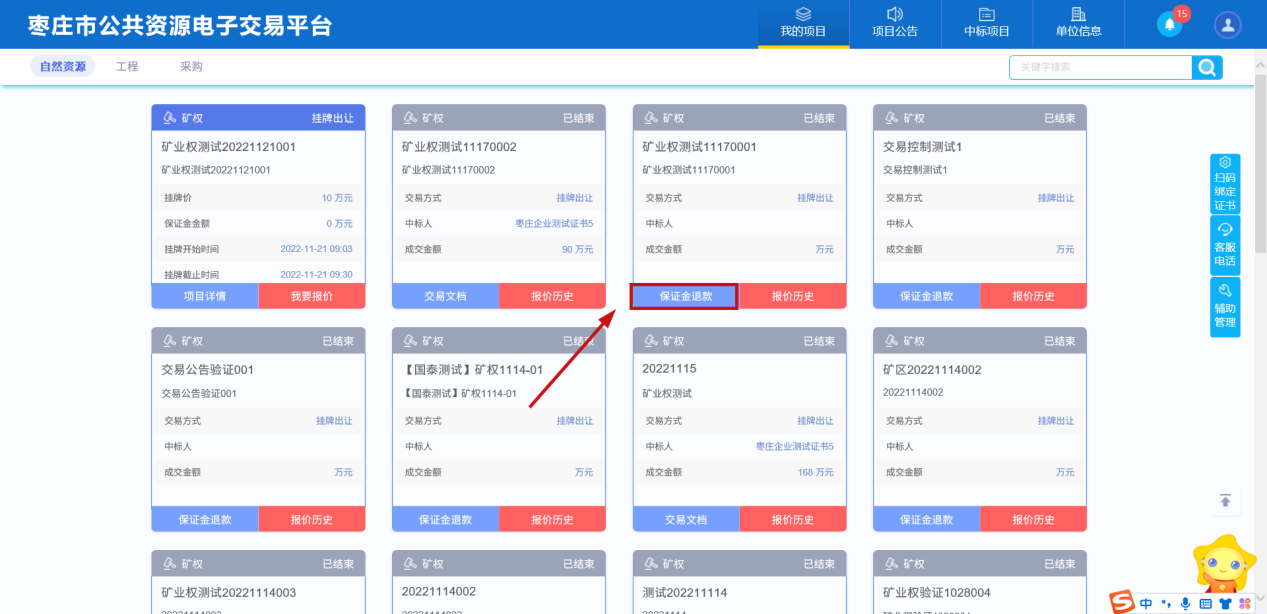 枣庄市公共资源电子交易平台
我的项目
项目公告
中标项目
单位信息
15
自然资源
工程
采购
关键字搜索
矿权 挂牌出让
矿业权测试20221121001
矿业权测试20221121001
挂牌价 10 万元
保证金金额 0 万元
挂牌开始时间 2022-11-21 09:03
挂牌截止时间 2022-11-21 09:30
项目详情 我要报价
矿权 已结束
矿业权测试11170002
矿业权测试11170002
交易方式 挂牌出让
中标人 枣庄企业测试证书5
成交金额 90 万元
交易文档 报价历史
矿权 已结束
矿业权测试11170001
矿业权测试11170001
交易方式 挂牌出让
中标人
成交金额 万元
保证金退款 报价历史
矿权 已结束
交易控制测试1
交易控制测试1
交易方式 挂牌出让
中标人
成交金额 万元
保证金退款 报价历史
扫码
绑定
证书
客服
电话
辅助
管理
矿权 已结束
交易公告验证001
交易公告验证001
交易方式 挂牌出让
中标人
成交金额 万元
保证金退款 报价历史
矿权 已结束
【国泰测试】矿权1114-01
【国泰测试】矿权1114-01
交易方式 挂牌出让
中标人
成交金额 万元
保证金退款 报价历史
矿权 已结束
20221115
矿业权测试
交易方式 挂牌出让
中标人 枣庄企业测试证书5
成交金额 168 万元
交易文档 报价历史
矿权 已结束
矿区20221114002
20221114002
交易方式 挂牌出让
中标人
成交金额 万元
保证金退款 报价历史
矿权 已结束
矿业权测试20221114003
矿权 已结束
20221114002
矿权 已结束
测试20221114
矿权 已结束
矿业权验证1028004
中